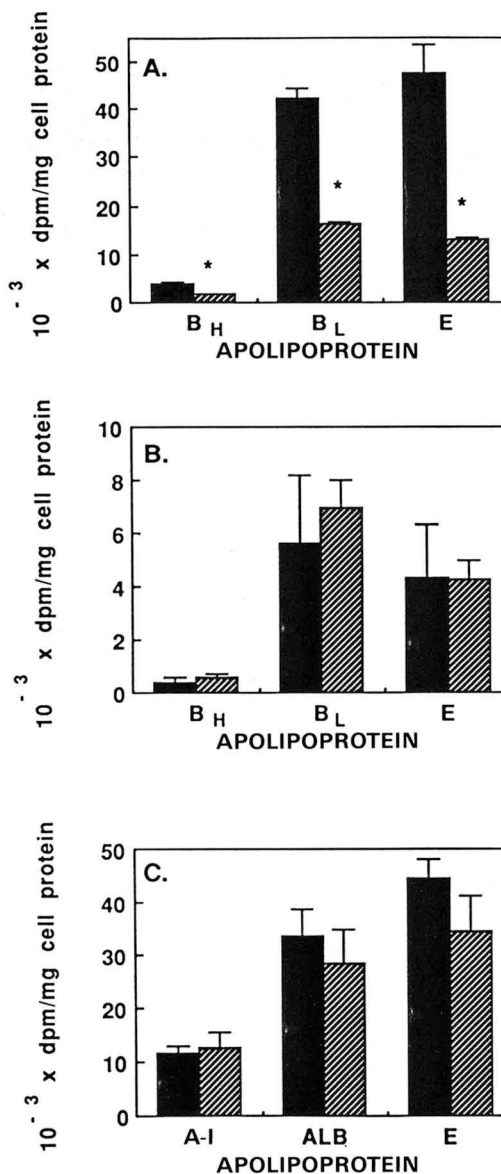 A.
10 - 3 x dpm/mg cell protein
50
40
30
20
10
0
*
*
*
B H B L E
APOLIPOPROTEIN
B.
10 - 3 x dpm/mg cell protein
8
6
4
2
0
B H B L E
APOLIPOPROTEIN
C.
10 - 3 x dpm/mg cell protein
50
40
30
20
10
0
A-I ALB E
APOLIPOPROTEIN